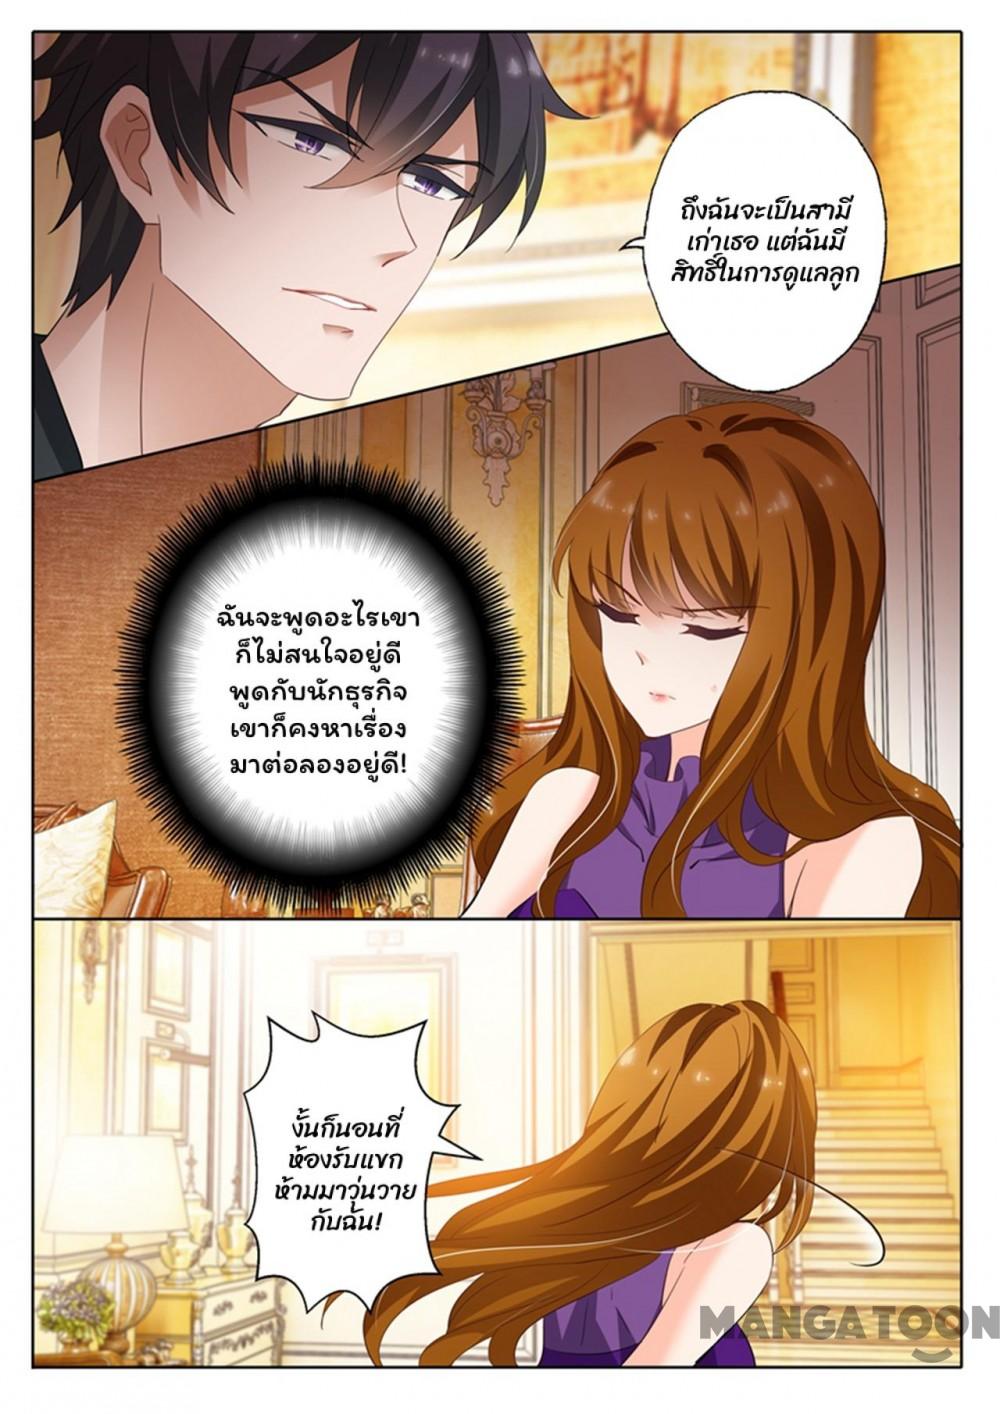 ถึงฉันจะเป็นสามี
เก่าเธอ แต่ฉันมี
สิทธิ์ในการดูแลลูก
ฉันจะพูดอะไรเขา
ก็ไม่สนใจอยู่ดี
พูดกับนักธุรกิจ
เขาก็คงหาเรื่อง
มาต่อลองอยู่ดี!
งั้นก็นอนที่
ห้องรับแขก
ห้ามมาวุ่นวาย
กับฉัน!
MANGATOON